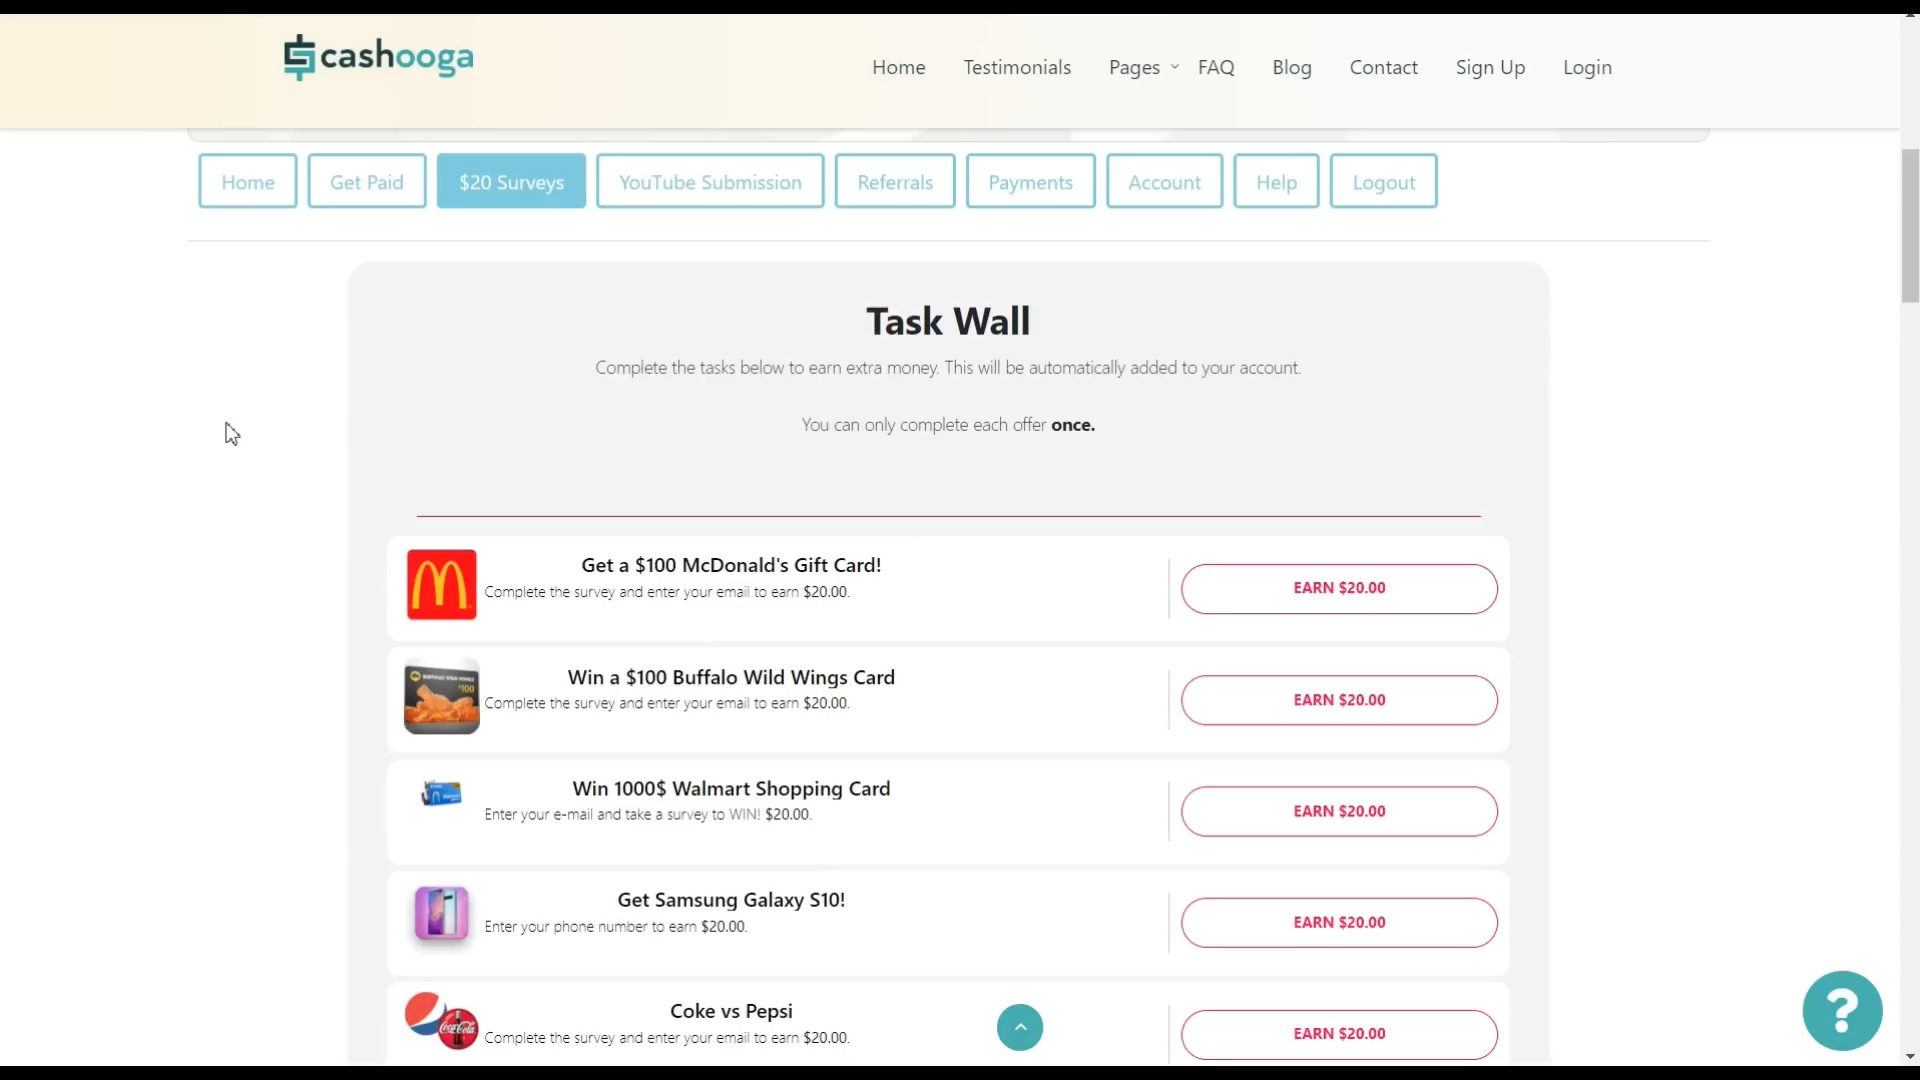 cashooga
Home Testimonials Pages FAQ Blog Contact Sign Up Login
Home Get Paid $20 Surveys YouTube Submission Referrals Payments Account Help Logout
Task Wall
Complete the tasks below to earn extra money. This will be automatically added to your account.
You can only complete each offer once.
Get a $100 McDonald's Gift Card!
Complete the survey and enter your email to earn $20.00.
EARN $20.00
BUFFALO WILD WINGS
$100
Win a $100 Buffalo Wild Wings Card
Complete the survey and enter your email to earn $20.00.
EARN $20.00
Win 1000$ Walmart Shopping Card
Enter your e-mail and take a survey to WIN! $20.00.
EARN $20.00
Get Samsung Galaxy S10!
Enter your phone number to earn $20.00.
EARN $20.00
Coca-Cola
Coke vs Pepsi
Complete the survey and enter your email to earn $20.00.
EARN $20.00
?